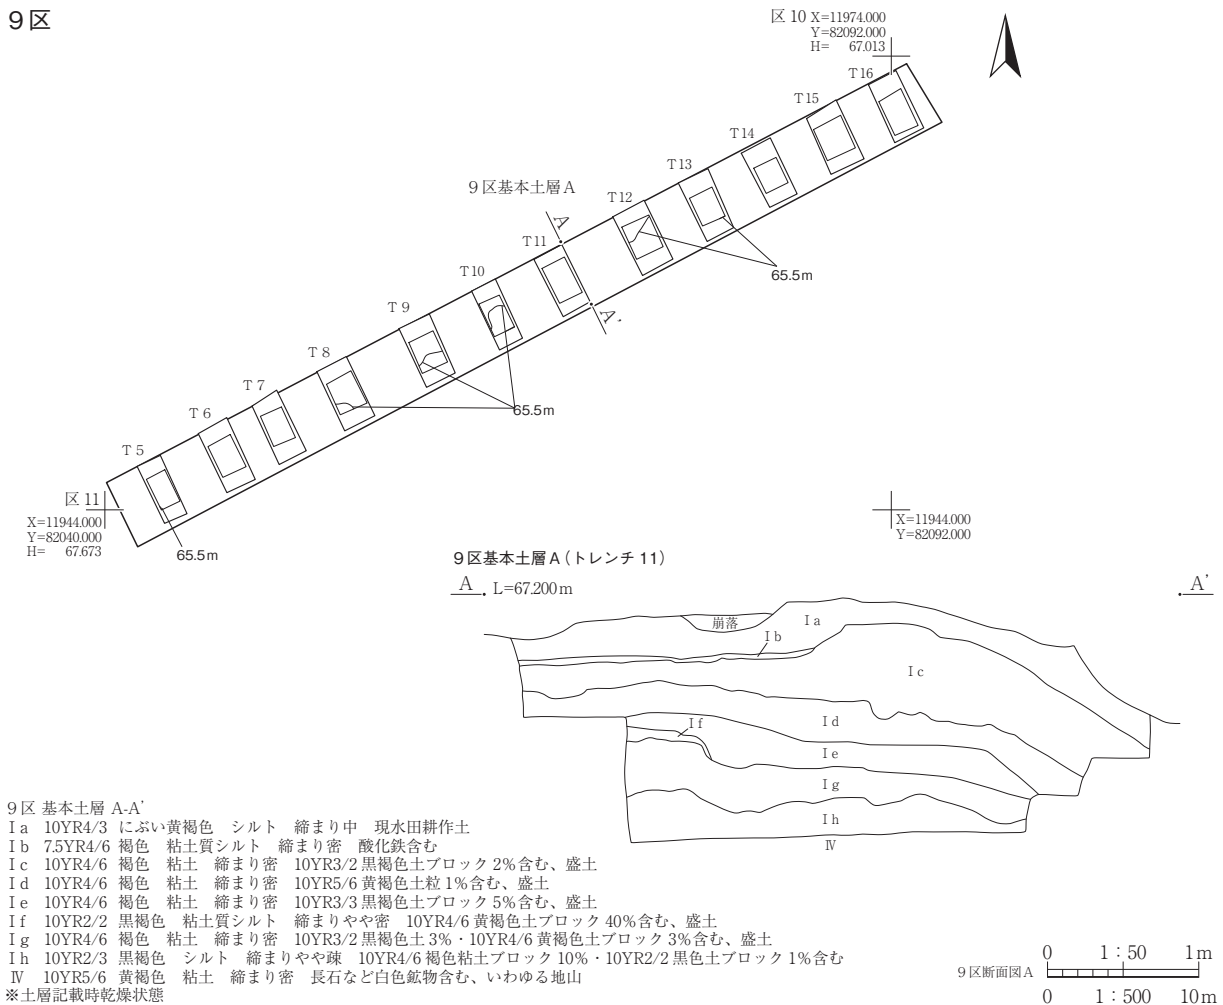 9区
区 10 X=11974.000
Y=82092.000
H= 67.013
T16
T15
T14
T13
T12
9区基本土層A
A
T11
T10
65.5m
A'
T 9
T 8
T 7
65.5m
T 6
T 5
区 11
X=11944.000
Y=82040.000
H= 67.673
65.5m
X=11944.000
Y=82092.000
9区基本土層A(トレンチ11)
A L=67.200m A'
崩落
Ⅰa
Ⅰb
Ⅰc
Ⅰd
Ⅰf
Ⅰe
Ⅰg
Ⅰh
Ⅳ
9区 基本土層 A-A'
Ⅰa 10YR4/3 にぶい黄褐色 シルト 締まり中 現水田耕作土
Ⅰb 7.5YR4/6 褐色 粘土質シルト 締まり密 酸化鉄含む
Ⅰc 10YR4/6 褐色 粘土 締まり密 10YR3/2黒褐色土ブロック2%含む、盛土
Ⅰd 10YR4/6 褐色 粘土 締まり密 10YR5/6黄褐色土粒1%含む、盛土
Ⅰe 10YR4/6 褐色 粘土 締まり密 10YR3/3黒褐色土ブロック5%含む、盛土
Ⅰf 10YR2/2 黒褐色 粘土質シルト 締まりやや密 10YR4/6黄褐色土ブロック40%含む、盛土
Ⅰg 10YR4/6 褐色 粘土 締まり密 10YR3/2黒褐色土3%・10YR4/6黄褐色土ブロック3%含む、盛土
Ⅰh 10YR2/3 黒褐色 シルト 締まりやや疎 10YR4/6褐色粘土ブロック10%・10YR2/2黒色土ブロック1%含む
Ⅳ 10YR5/6 黄褐色 粘土 締まり密 長石など白色鉱物含む、いわゆる地山
※土層記載時乾燥状態
0 1:50 1m
9区断面図A
0 1:500 10m